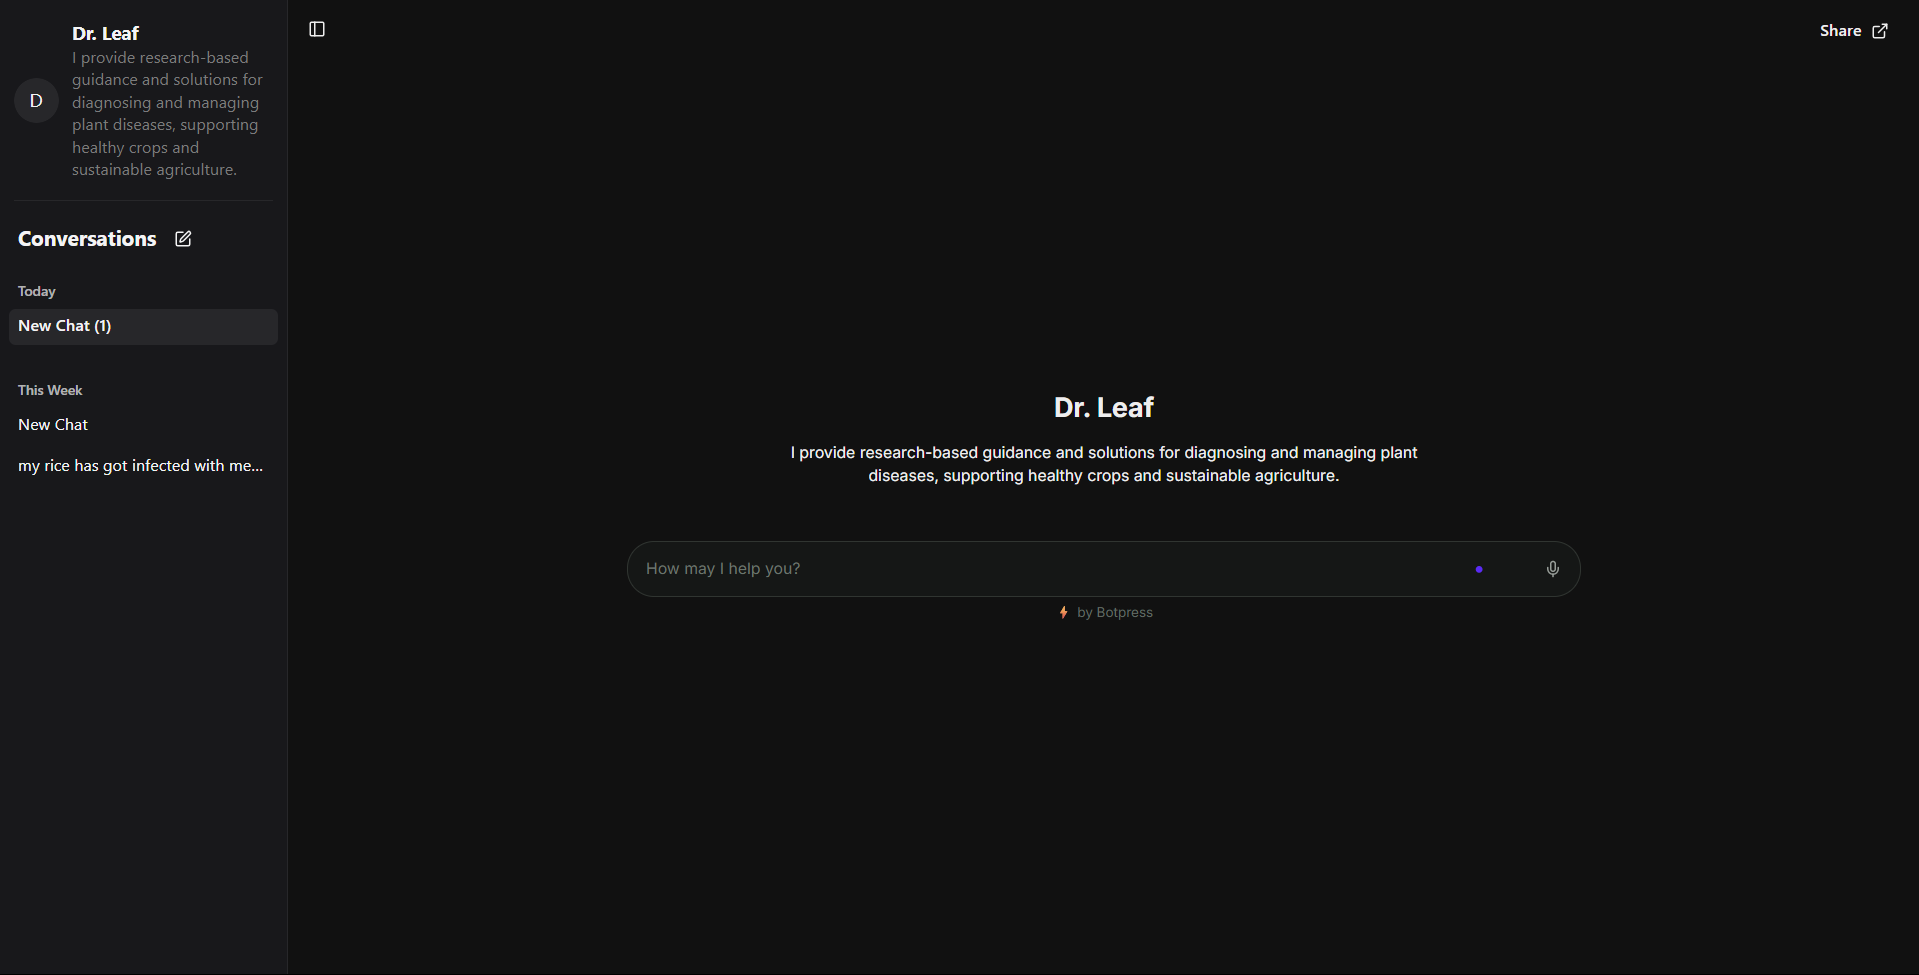 Dr. Leaf
I provide research-based
guidance and solutions for
diagnosing and managing
plant diseases, supporting
healthy crops and
sustainable agriculture.
D
Conversations
Today
New Chat (1)
This Week
New Chat
my rice has got infected with me...
Share
Dr. Leaf
I provide research-based guidance and solutions for diagnosing and managing plant
diseases, supporting healthy crops and sustainable agriculture.
How may I help you?
by Botpress